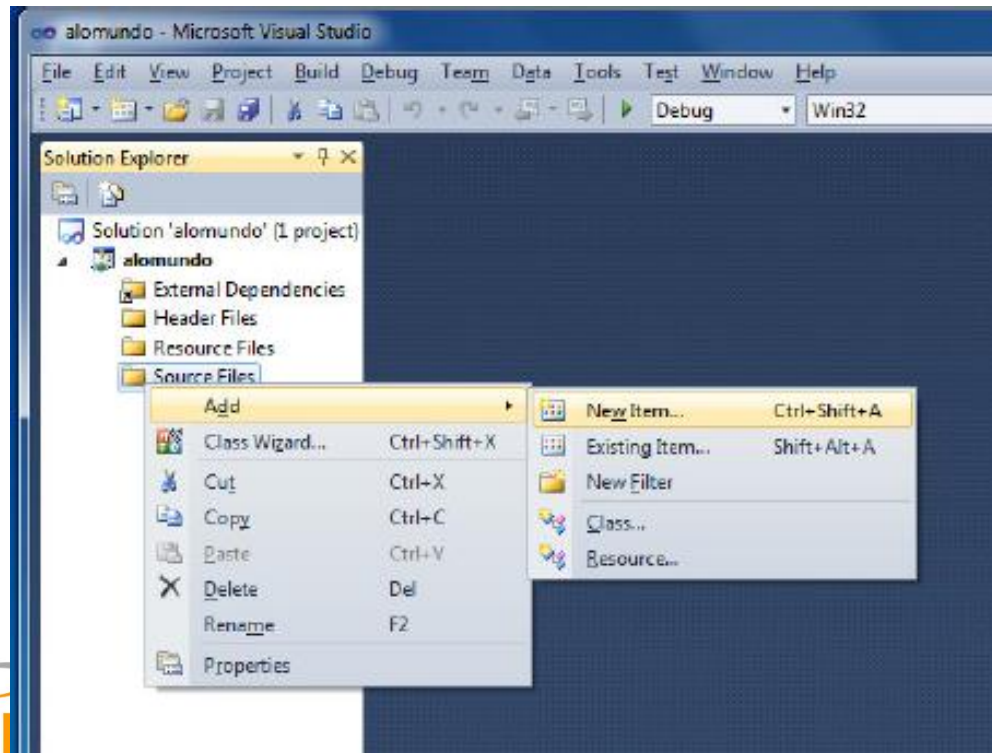 alomundo - Microsoft Visual Studio
File Edit View Project Build Debug Team Data Tools Test Window Help
Debug Win32
Solution Explorer
Solution 'alomundo' (1 project)
alomundo
External Dependencies
Header Files
Resource Files
Source Files
Add
Class Wizard... Ctrl+Shift+X
Cut Ctrl+X
Copy Ctrl+C
Paste Ctrl+V
Delete Del
Rename F2
Properties
New Item... Ctrl+Shift+A
Existing Item... Shift+Alt+A
New Filter
Class...
Resource...